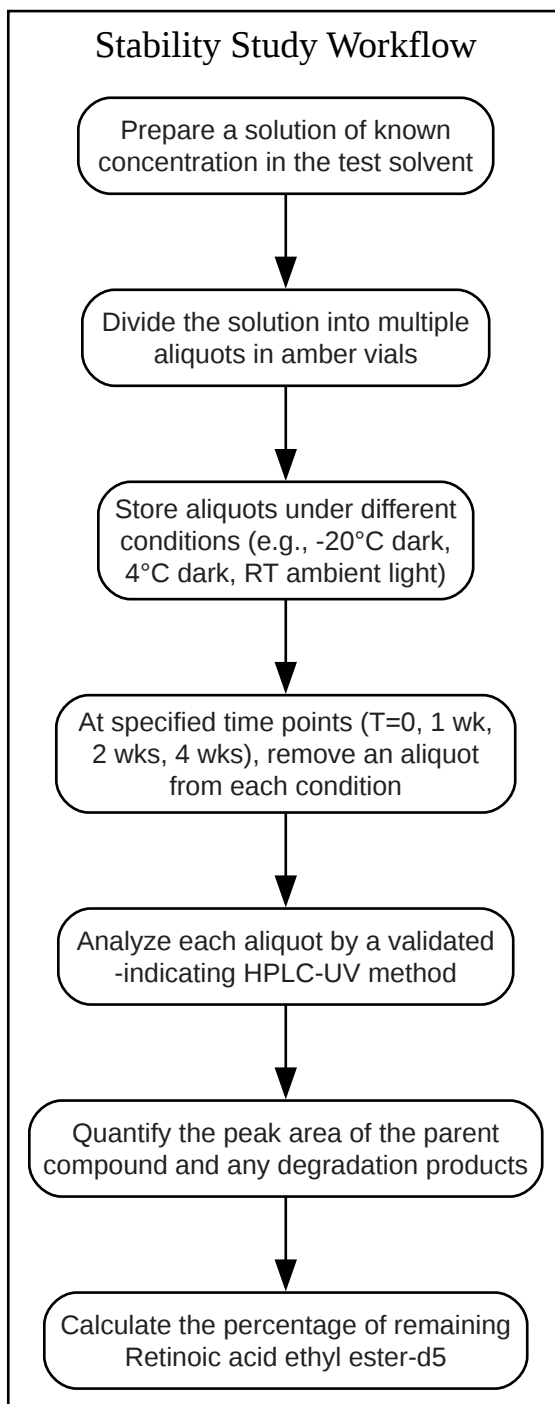 Stability Study Workflow
Prepare a solution of known
concentration in the test solvent
Divide the solution into multiple
aliquots in amber vials
Store aliquots under different
conditions (e.g., -20°C dark,
4°C dark, RT ambient light)
At specified time points (T=0, 1 wk,
2 wks, 4 wks), remove an aliquot
from each condition
Analyze each aliquot by a validated
-indicating HPLC-UV method
Quantify the peak area of the parent
compound and any degradation products
Calculate the percentage of remaining
Retinoic acid ethyl ester-d5